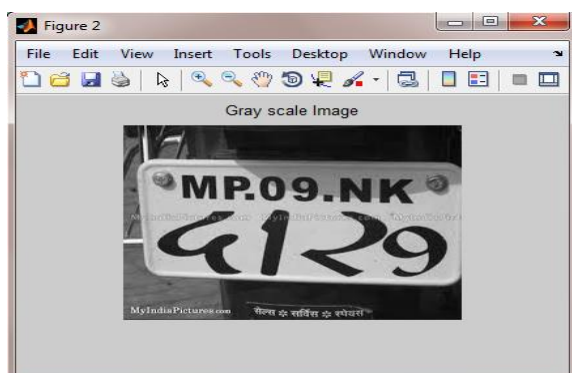 Figure 2
File Edit View Insert Tools Desktop Window Help
Gray scale Image
MP.09.NK
MyIndiaPictures.com
सेल्स ✲ सर्विस ✲ स्पेयर्स